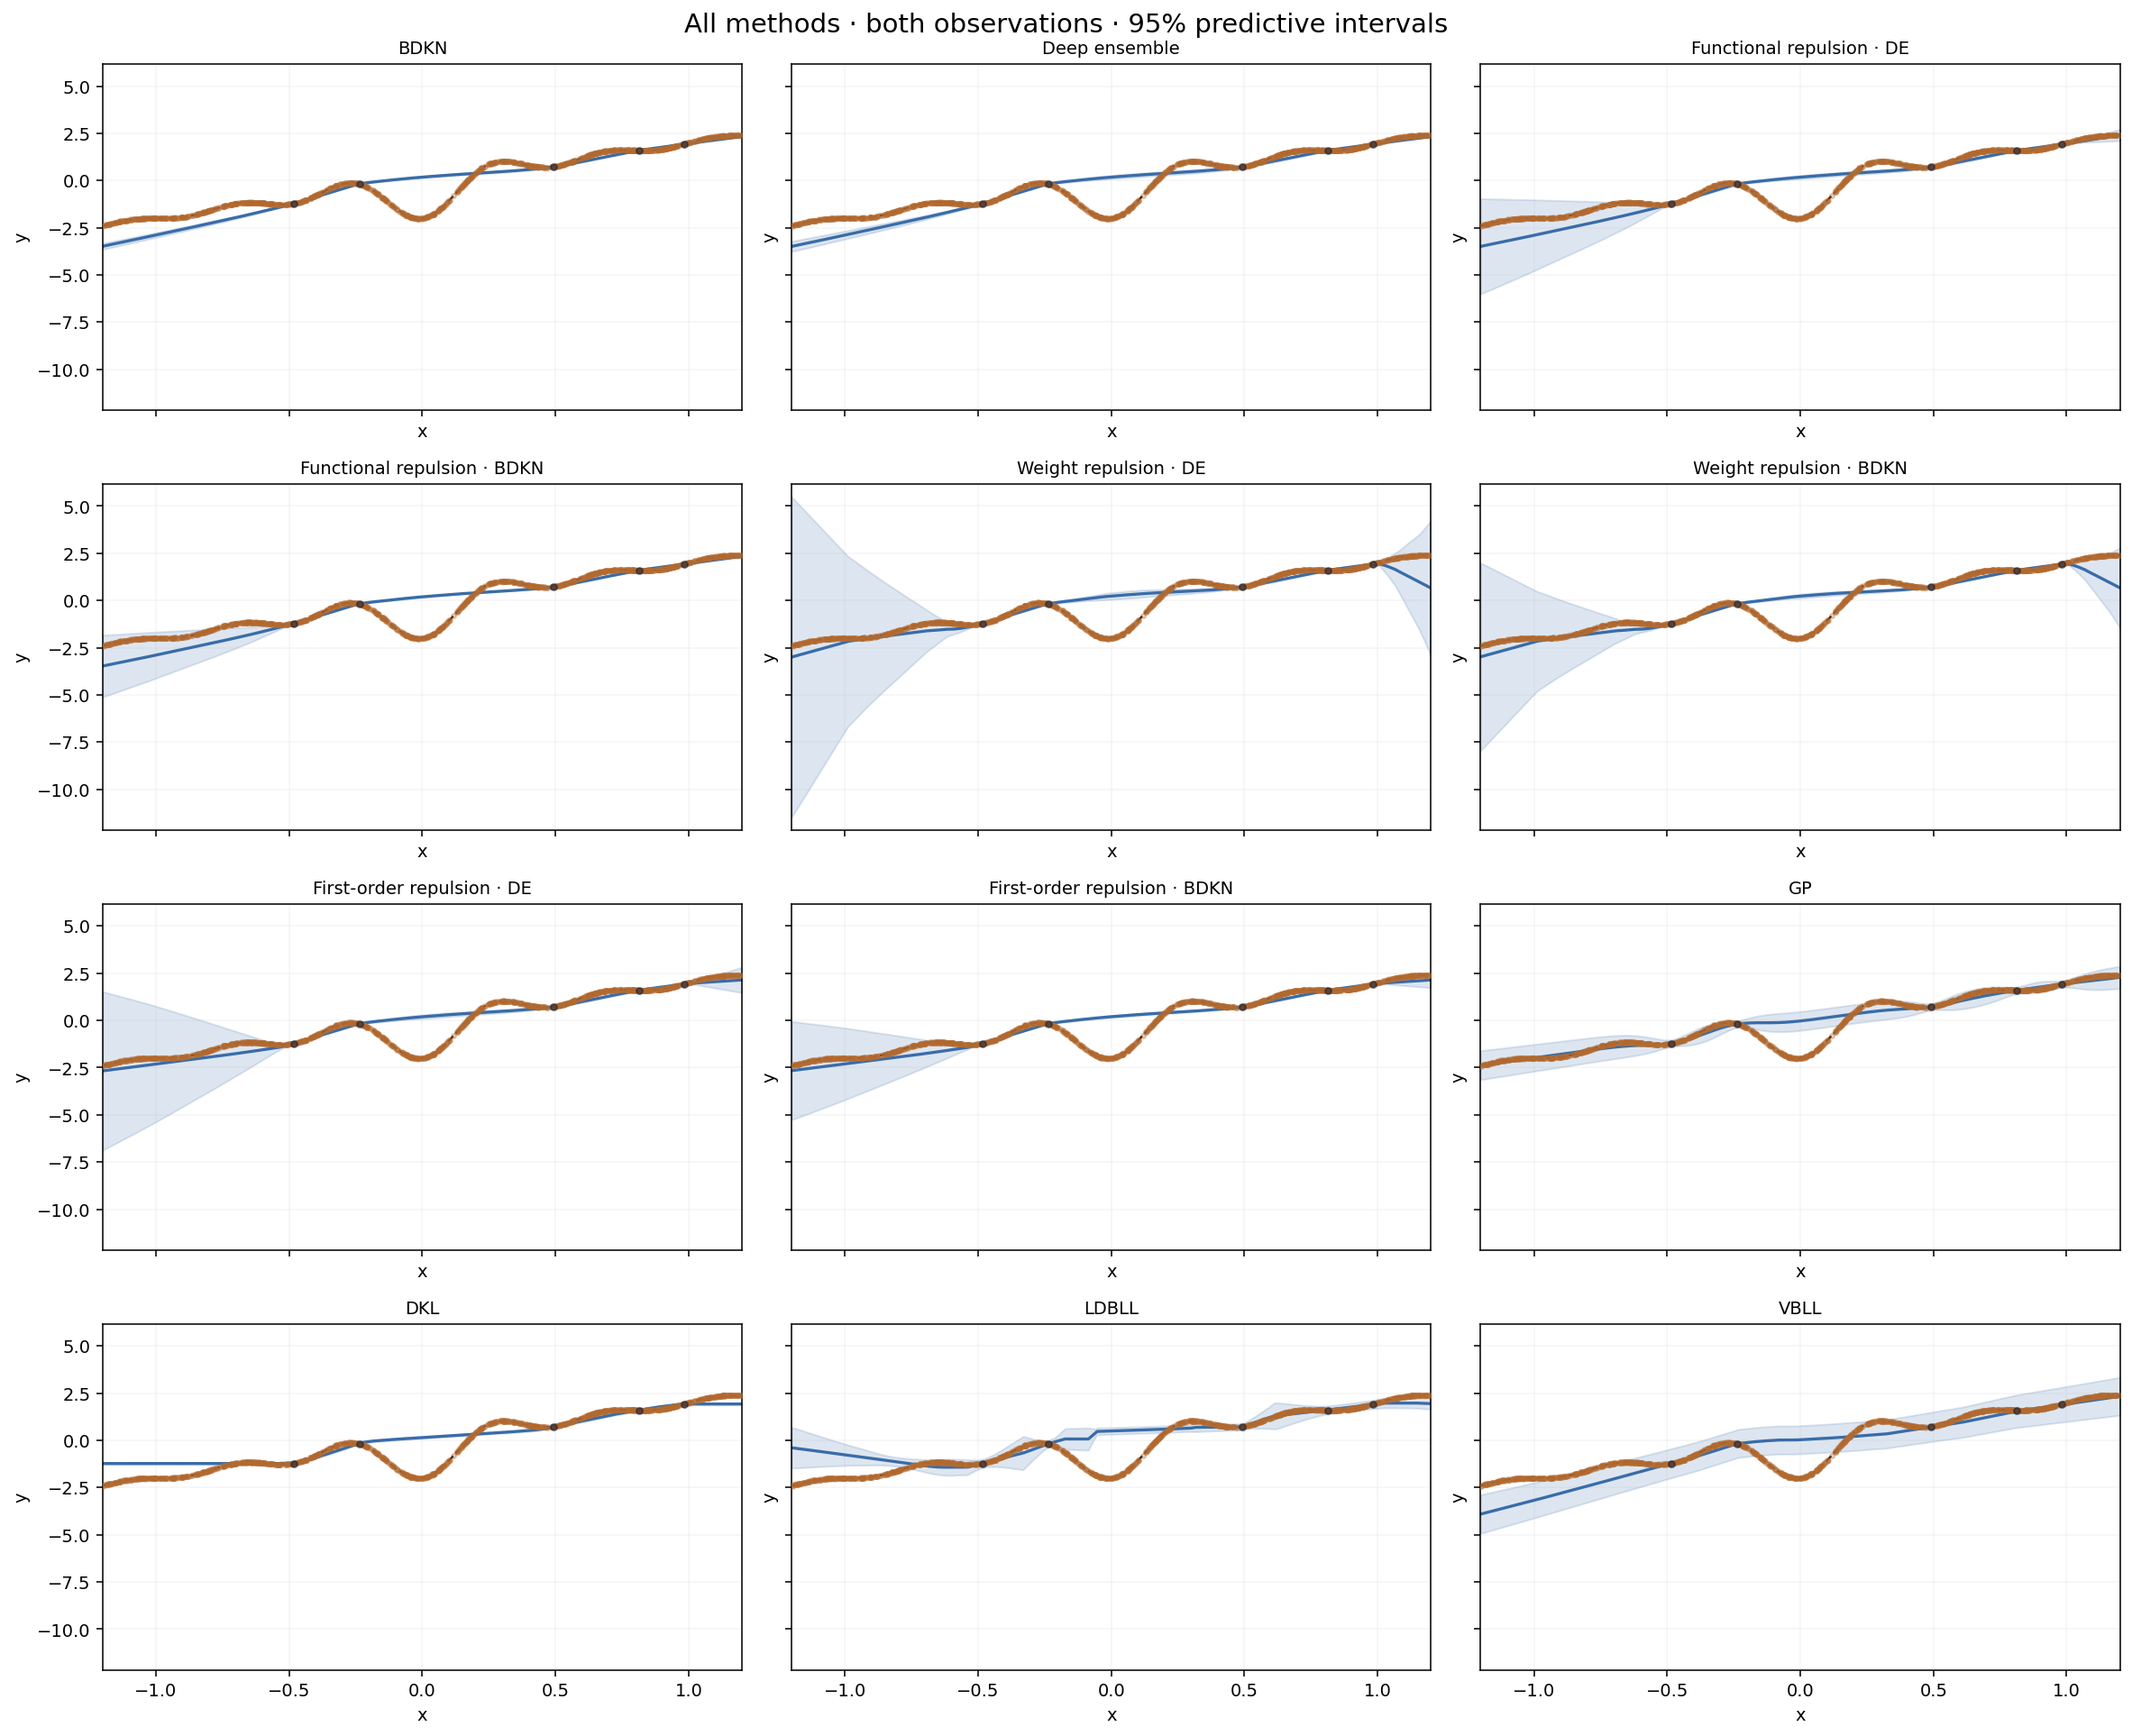 All methods · both observations · 95% predictive intervals
BDKN
Deep ensemble
Functional repulsion · DE
5.0
2.5
0.0
−2.5
−5.0
−7.5
−10.0
y
y
y
x
x
x
Functional repulsion · BDKN
Weight repulsion · DE
Weight repulsion · BDKN
5.0
2.5
0.0
−2.5
−5.0
−7.5
−10.0
y
y
y
x
x
x
First-order repulsion · DE
First-order repulsion · BDKN
GP
5.0
2.5
0.0
−2.5
−5.0
−7.5
−10.0
y
y
y
x
x
x
DKL
LDBLL
VBLL
5.0
2.5
0.0
−2.5
−5.0
−7.5
−10.0
y
y
y
−1.0 −0.5 0.0 0.5 1.0
−1.0 −0.5 0.0 0.5 1.0
−1.0 −0.5 0.0 0.5 1.0
x
x
x